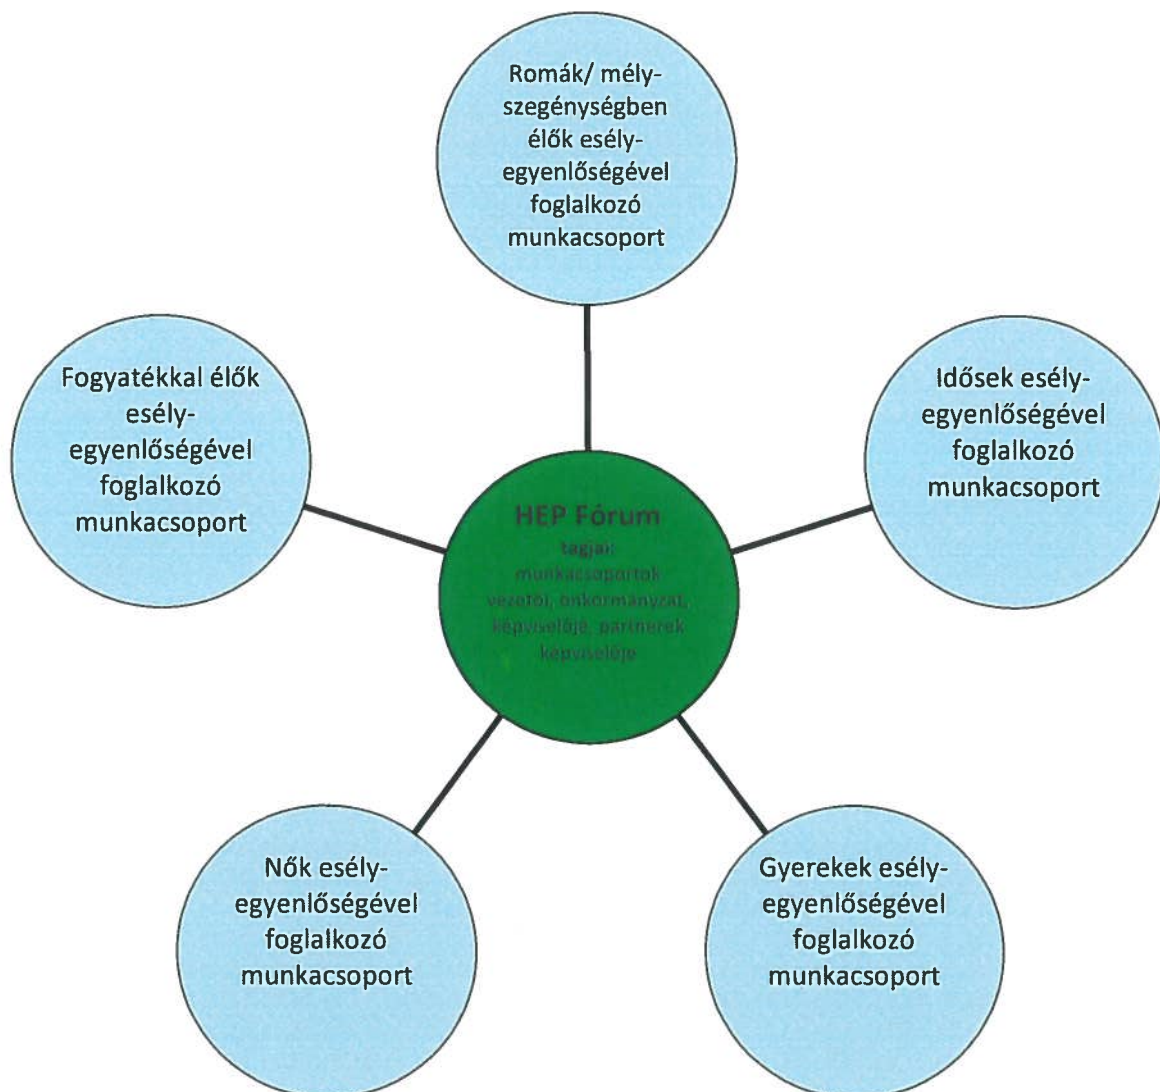 Romák/ mély-
szegénységben
élők esély-
egyenlőségével
foglalkozó
munkacsoport
Fogyatékkal élők
esély-
egyenlőségével
foglalkozó
munkacsoport
Idősek esély-
egyenlőségével
foglalkozó
munkacsoport
HEP Fórum
tagjai:
munkacsoportok
vezetői, önkormányzat,
képviselője, partnerek
képviselője
Nők esély-
egyenlőségével
foglalkozó
munkacsoport
Gyerekek esély-
egyenlőségével
foglalkozó
munkacsoport